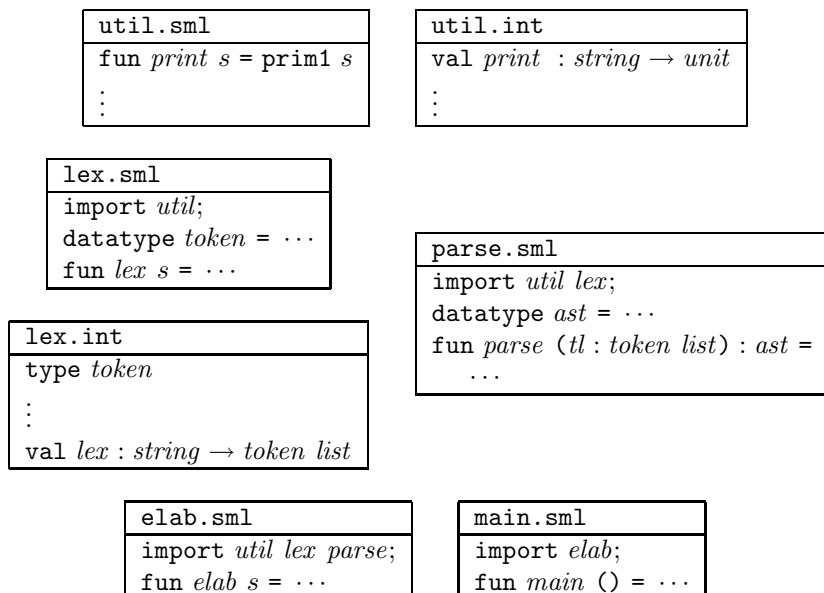 util.sml
fun print s = prim1 s
⋮
util.int
val print : string → unit
⋮
lex.sml
import util;
datatype token = ···
fun lex s = ···
parse.sml
import util lex;
datatype ast = ···
fun parse (tl : token list) : ast =
···
lex.int
type token
⋮
val lex : string → token list
elab.sml
import util lex parse;
fun elab s = ···
main.sml
import elab;
fun main () = ···